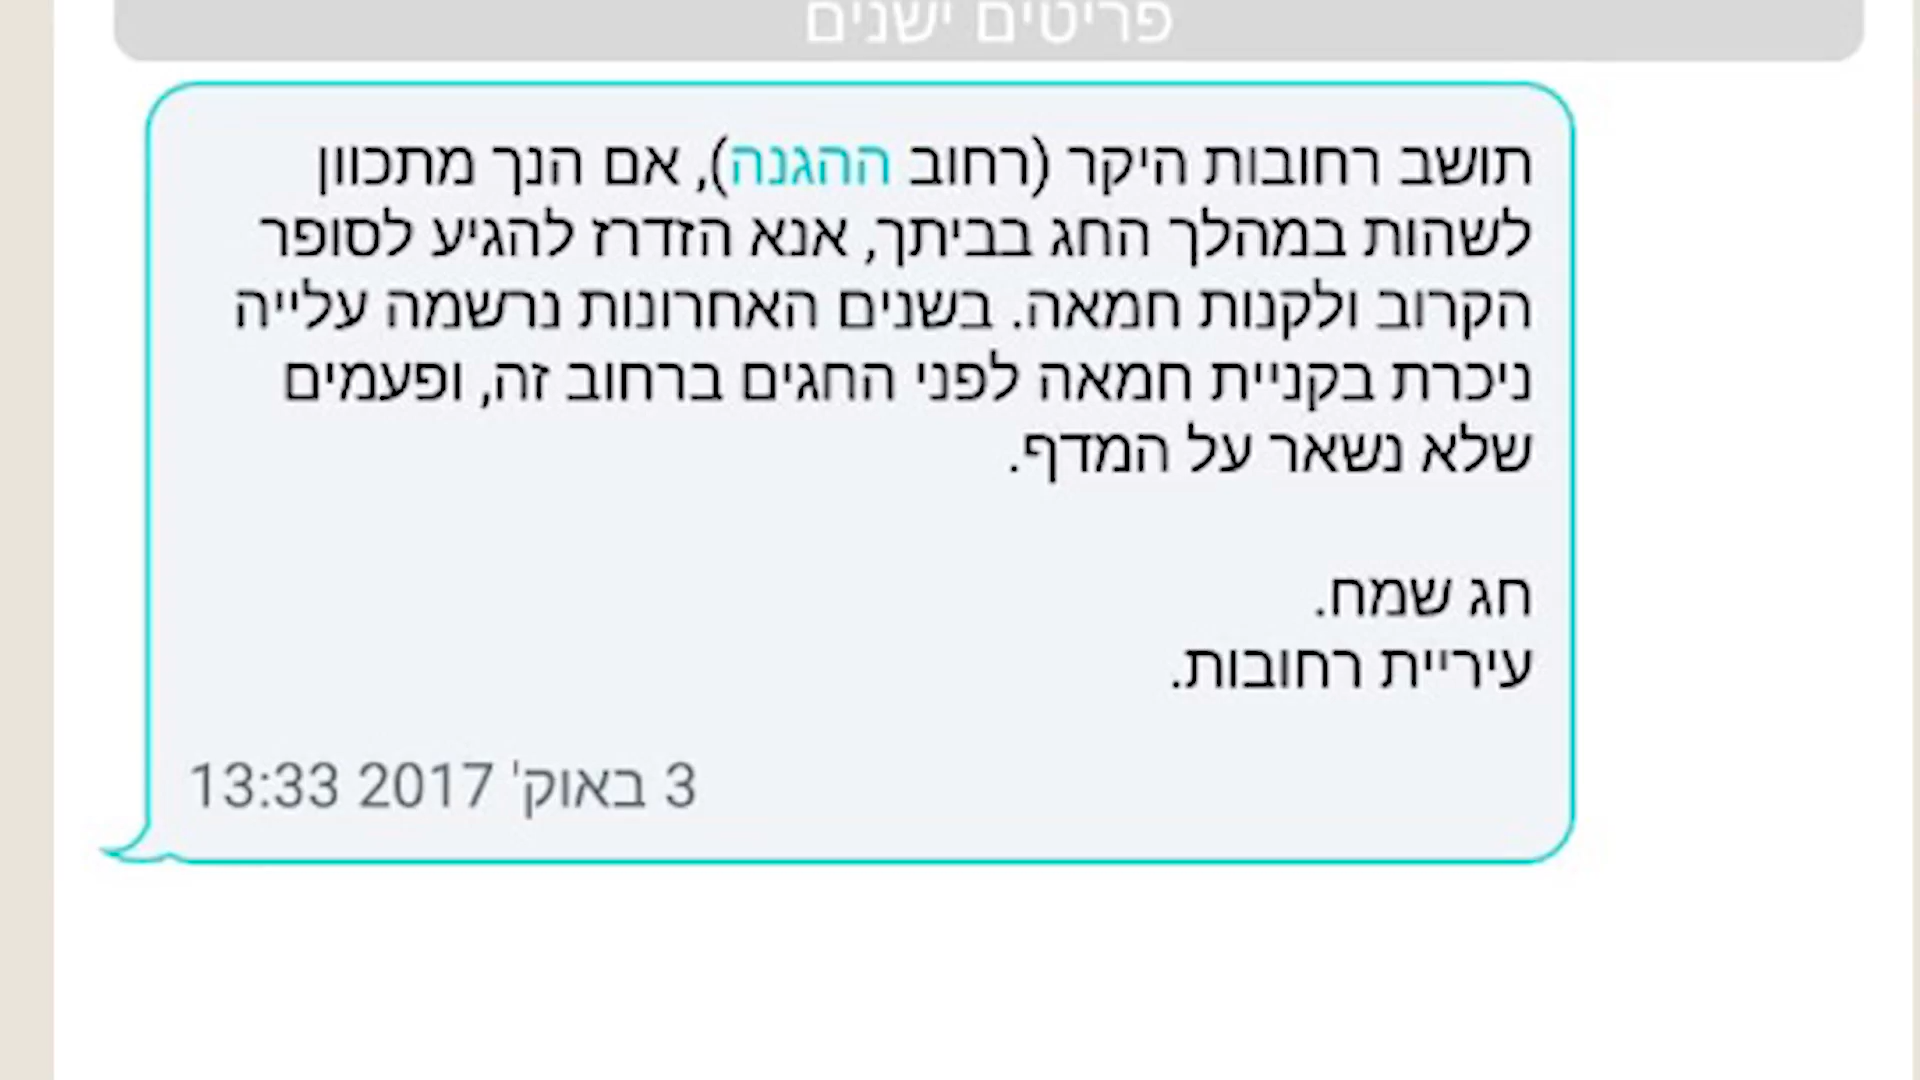 פריטים ישנים
תושב רחובות היקר (רחוב ההגנה), אם הנך מתכוון
לשהות במהלך החג בביתך, אנא הזדרז להגיע לסופר
הקרוב ולקנות חמאה. בשנים האחרונות נרשמה עלייה
ניכרת בקניית חמאה לפני החגים ברחוב זה, ופעמים
שלא נשאר על המדף.
חג שמח.
עיריית רחובות.
3 באוק' 2017 13:33